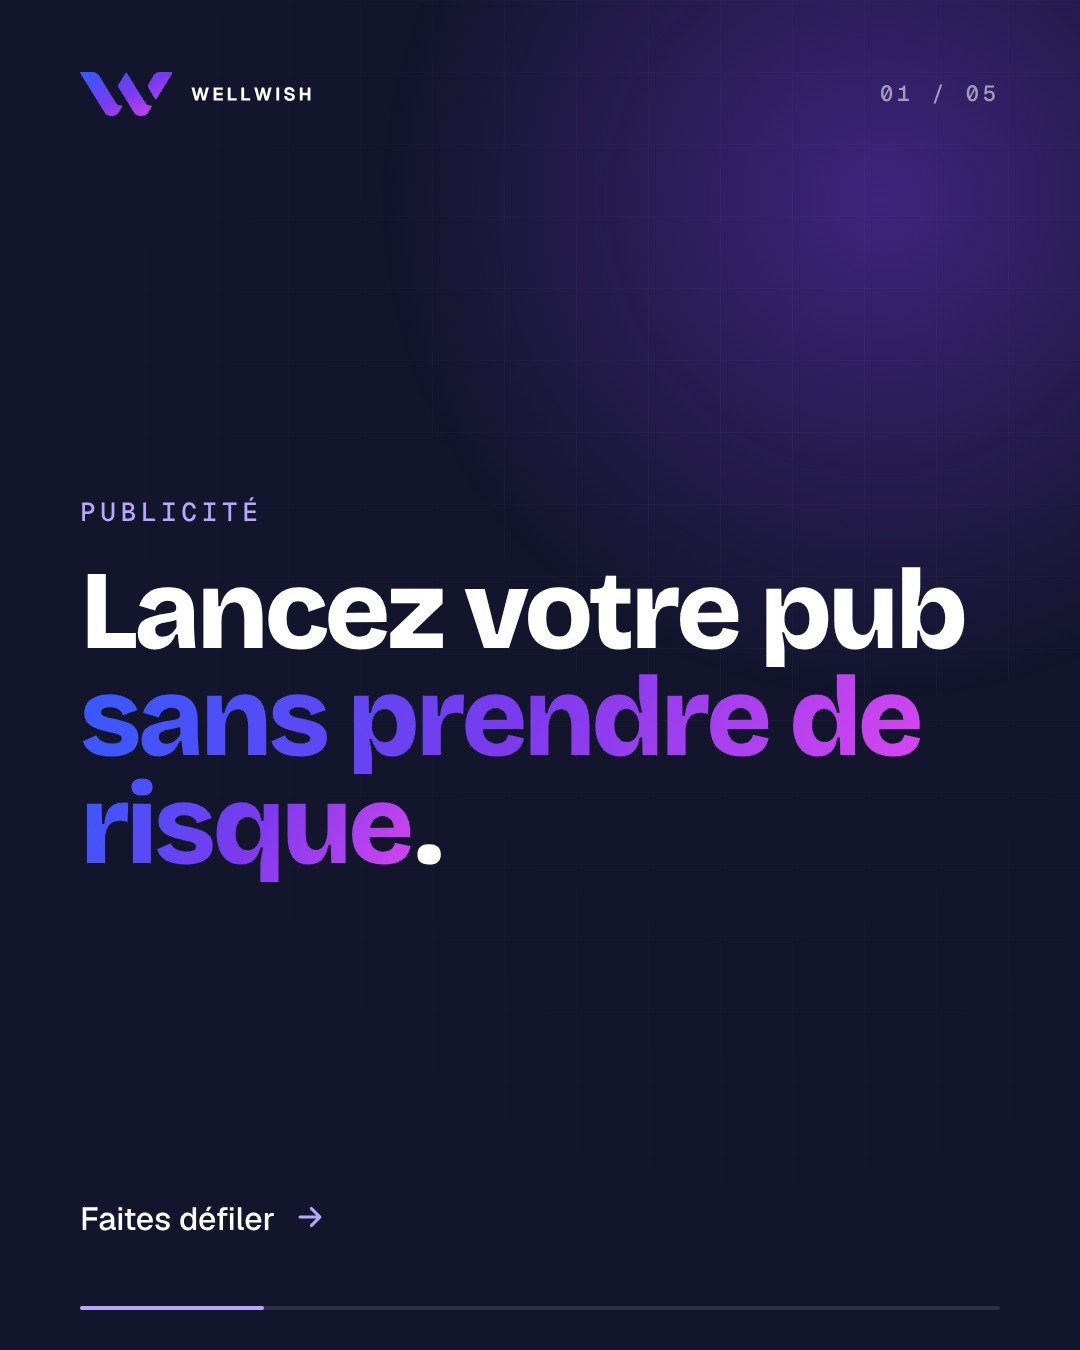 WELLWISH
01 / 05
PUBLICITÉ
Lancez votre pub
sans prendre de
risque.
Faites défiler →